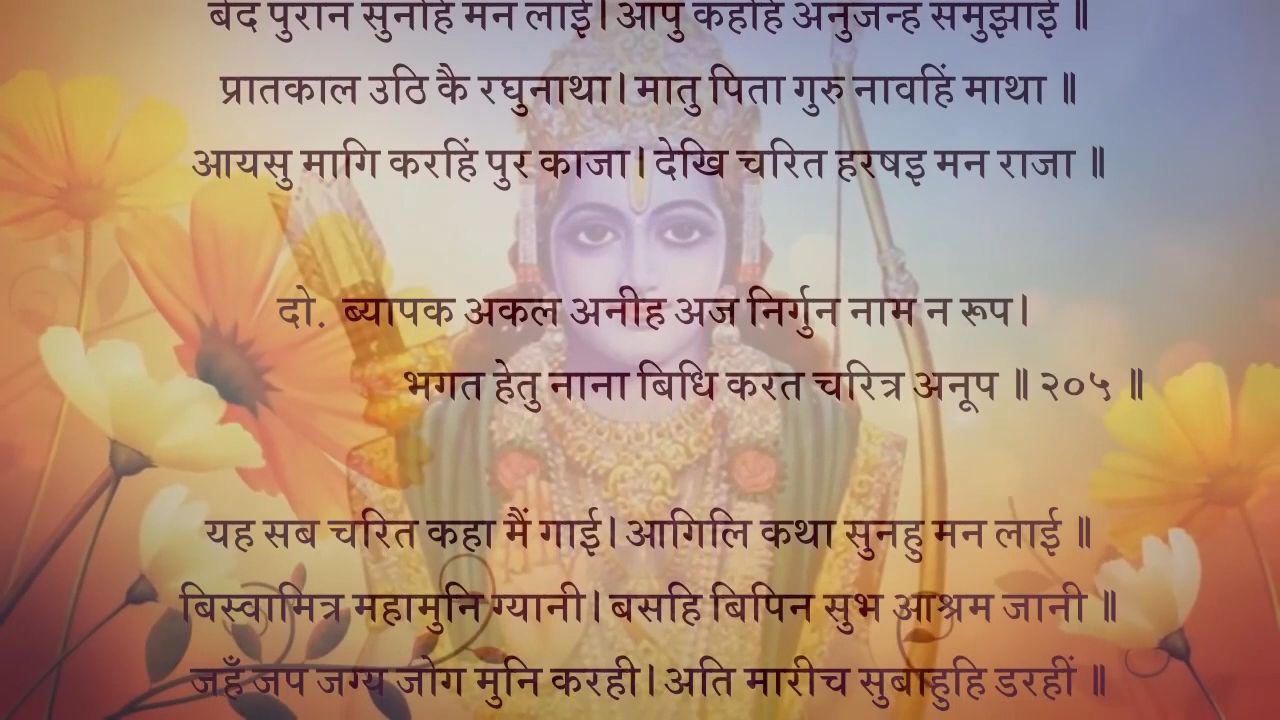 बेद पुरान सुनहिं मन लाई। आपु कहहिं अनुजन्ह समुझाई ॥
प्रातकाल उठि कै रघुनाथा। मातु पिता गुरु नावहिं माथा ॥
आयसु मागि करहिं पुर काजा। देखि चरित हरषइ मन राजा ॥
दो. ब्यापक अकल अनीह अज निर्गुन नाम न रूप।
भगत हेतु नाना बिधि करत चरित्र अनूप ॥ २०५ ॥
यह सब चरित कहा मैं गाई। आगिलि कथा सुनहु मन लाई ॥
बिस्वामित्र महामुनि ग्यानी। बसहि बिपिन सुभ आश्रम जानी ॥
जहँ जप जग्य जोग मुनि करही। अति मारीच सुबाहुहि डरहीं ॥